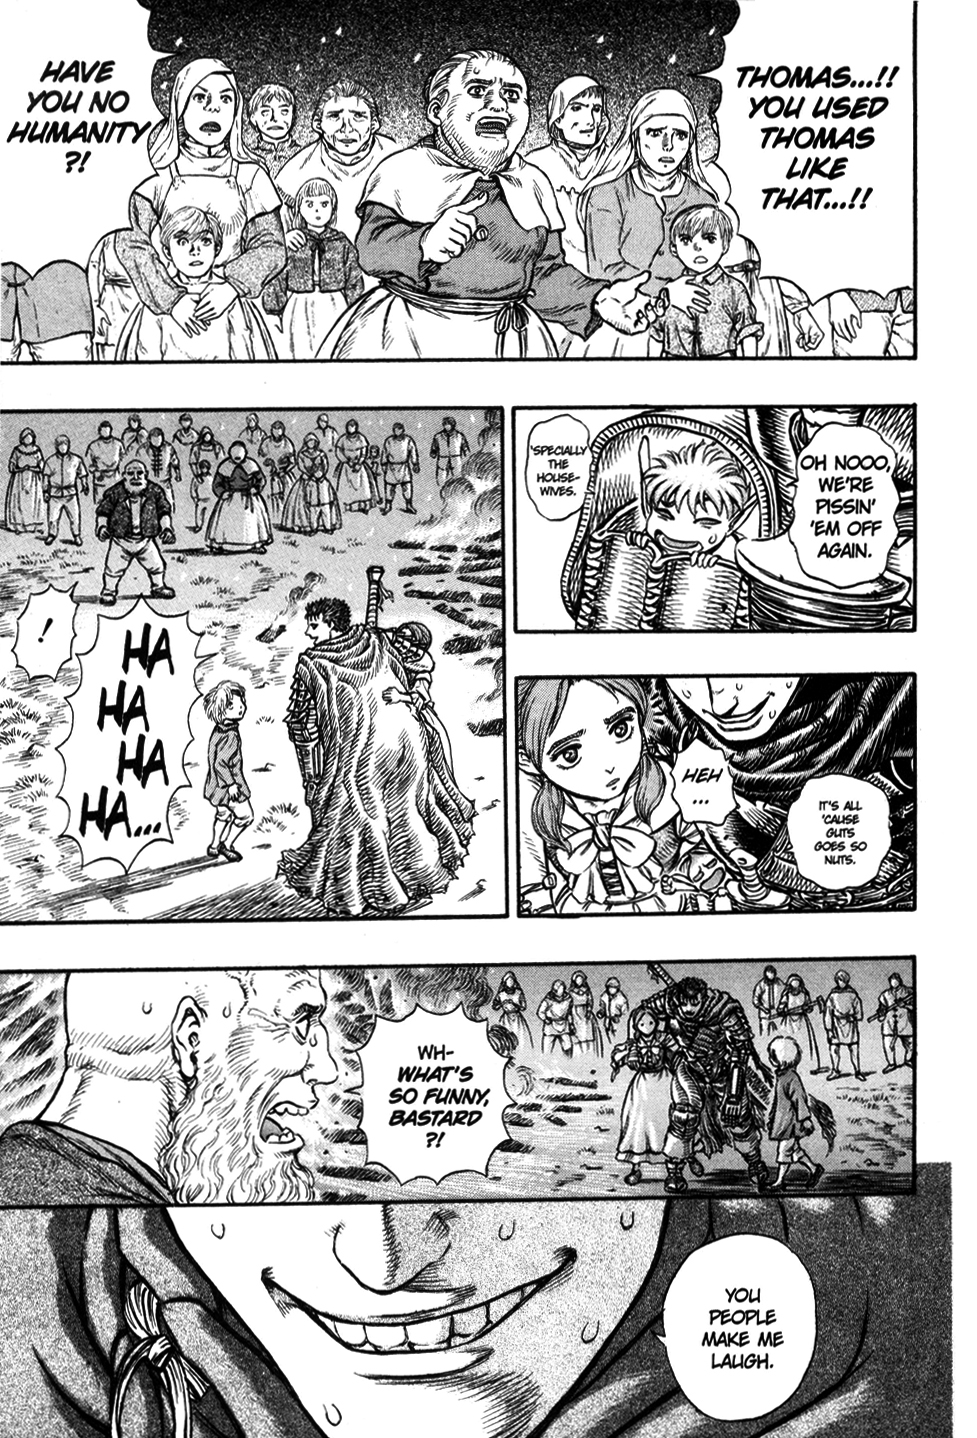 THOMAS...!!
YOU USED
THOMAS
LIKE
THAT...!!
HAVE
YOU NO
HUMANITY
?!
OH NOOO,
WE'RE
PISSIN'
'EM OFF
AGAIN.
'SPECIALLY
THE
HOUSE-
WIVES.
HEH
...
IT'S ALL
'CAUSE
GUTS
GOES SO
NUTS.
HA
HA
HA
HA...
!
WH-
WHAT'S
SO FUNNY,
BASTARD
?!
YOU
PEOPLE
MAKE ME
LAUGH.